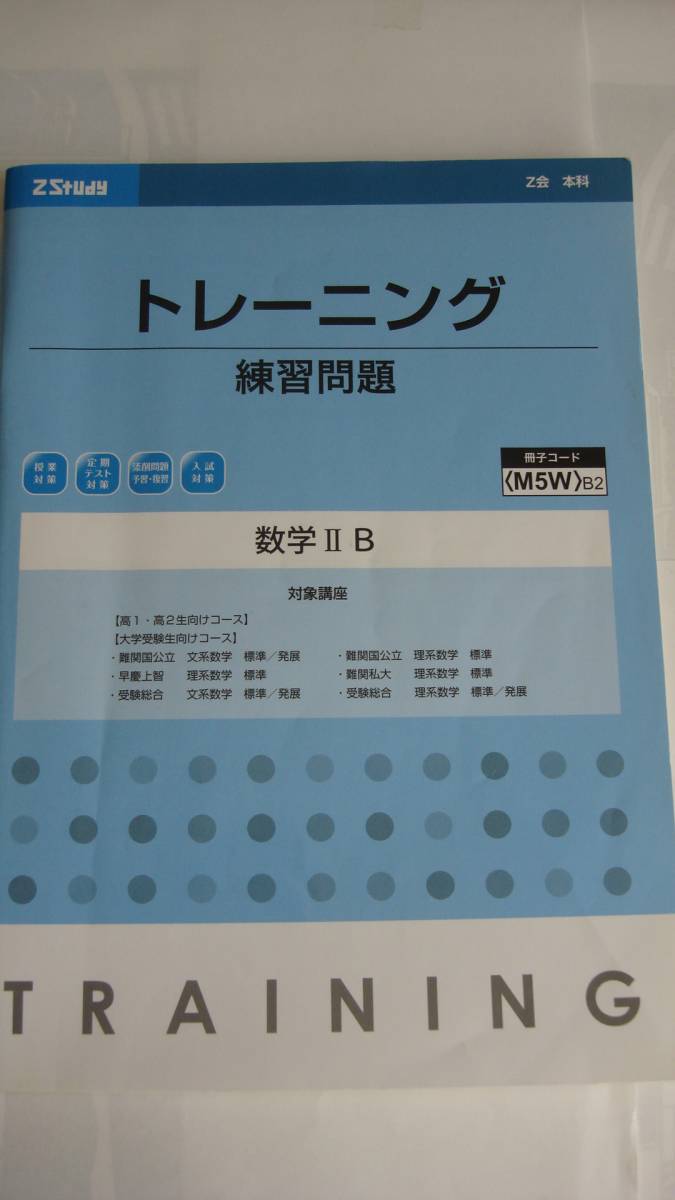 Z Study
Z会 本科
トレーニング
練習問題
授業
対策
定期
テスト
対策
添削問題
予習・復習
入試
対策
冊子コード
〈M5W〉B2
数学ⅡB
対象講座
【高1・高2生向けコース】
【大学受験生向けコース】
・難関国公立 文系数学 標準／発展 ・難関国公立 理系数学 標準
・早慶上智 理系数学 標準 ・難関私大 理系数学 標準
・受験総合 文系数学 標準／発展 ・受験総合 理系数学 標準／発展
TRAINING